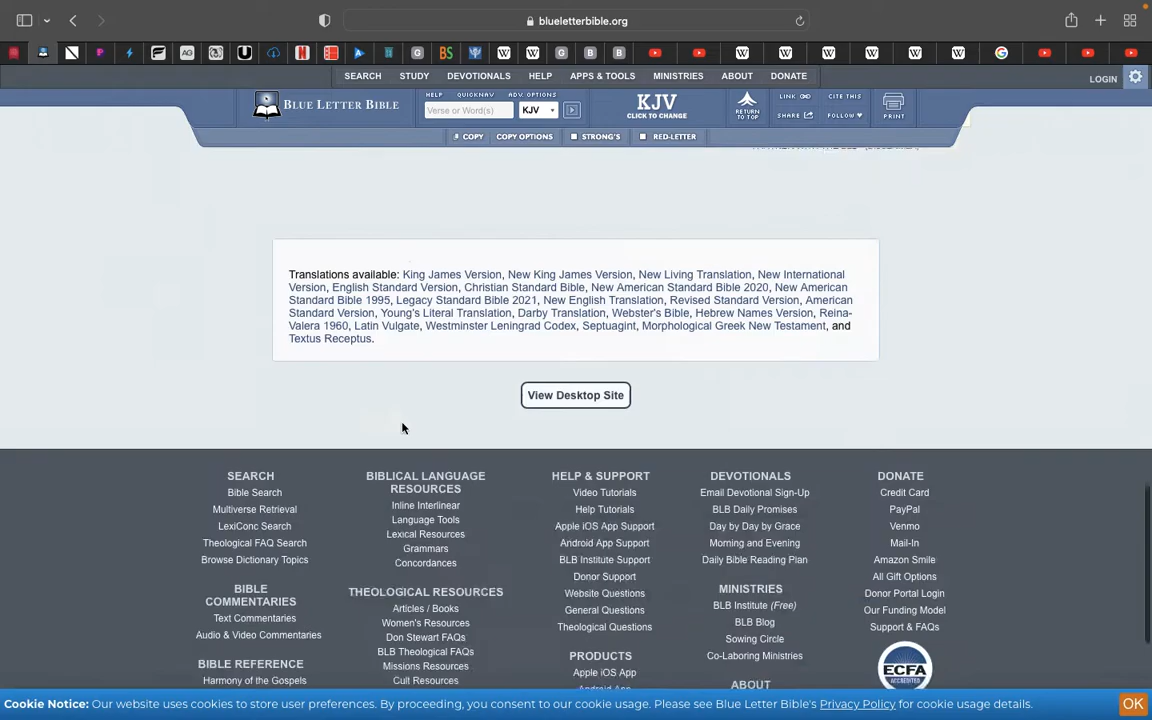 blueletterbible.org
SEARCH STUDY DEVOTIONALS HELP APPS & TOOLS MINISTRIES ABOUT DONATE
LOGIN
HELP QUICKNAV ADV. OPTIONS
BLUE LETTER BIBLE
Verse or Word(s)
KJV
KJV
CLICK TO CHANGE
RETURN
TO TOP
LINK CITE THIS
SHARE FOLLOW
PRINT
COPY COPY OPTIONS STRONG'S RED-LETTER
Translations available: King James Version, New King James Version, New Living Translation, New International
Version, English Standard Version, Christian Standard Bible, New American Standard Bible 2020, New American
Standard Bible 1995, Legacy Standard Bible 2021, New English Translation, Revised Standard Version, American
Standard Version, Young's Literal Translation, Darby Translation, Webster's Bible, Hebrew Names Version, Reina-
Valera 1960, Latin Vulgate, Westminster Leningrad Codex, Septuagint, Morphological Greek New Testament, and
Textus Receptus.
View Desktop Site
SEARCH
Bible Search
Multiverse Retrieval
LexiConc Search
Theological FAQ Search
Browse Dictionary Topics
BIBLE
COMMENTARIES
Text Commentaries
Audio & Video Commentaries
BIBLE REFERENCE
Harmony of the Gospels
BIBLICAL LANGUAGE
RESOURCES
Inline Interlinear
Language Tools
Lexical Resources
Grammars
Concordances
THEOLOGICAL RESOURCES
Articles / Books
Women's Resources
Don Stewart FAQs
BLB Theological FAQs
Missions Resources
Cult Resources
HELP & SUPPORT
Video Tutorials
Help Tutorials
Apple iOS App Support
Android App Support
BLB Institute Support
Donor Support
Website Questions
General Questions
Theological Questions
PRODUCTS
Apple iOS App
Android App
DEVOTIONALS
Email Devotional Sign-Up
BLB Daily Promises
Day by Day by Grace
Morning and Evening
Daily Bible Reading Plan
MINISTRIES
BLB Institute (Free)
BLB Blog
Sowing Circle
Co-Laboring Ministries
ABOUT
DONATE
Credit Card
PayPal
Venmo
Mail-In
Amazon Smile
All Gift Options
Donor Portal Login
Our Funding Model
Support & FAQs
ECFA
ACCREDITED
Cookie Notice: Our website uses cookies to store user preferences. By proceeding, you consent to our cookie usage. Please see Blue Letter Bible's Privacy Policy for cookie usage details.
OK